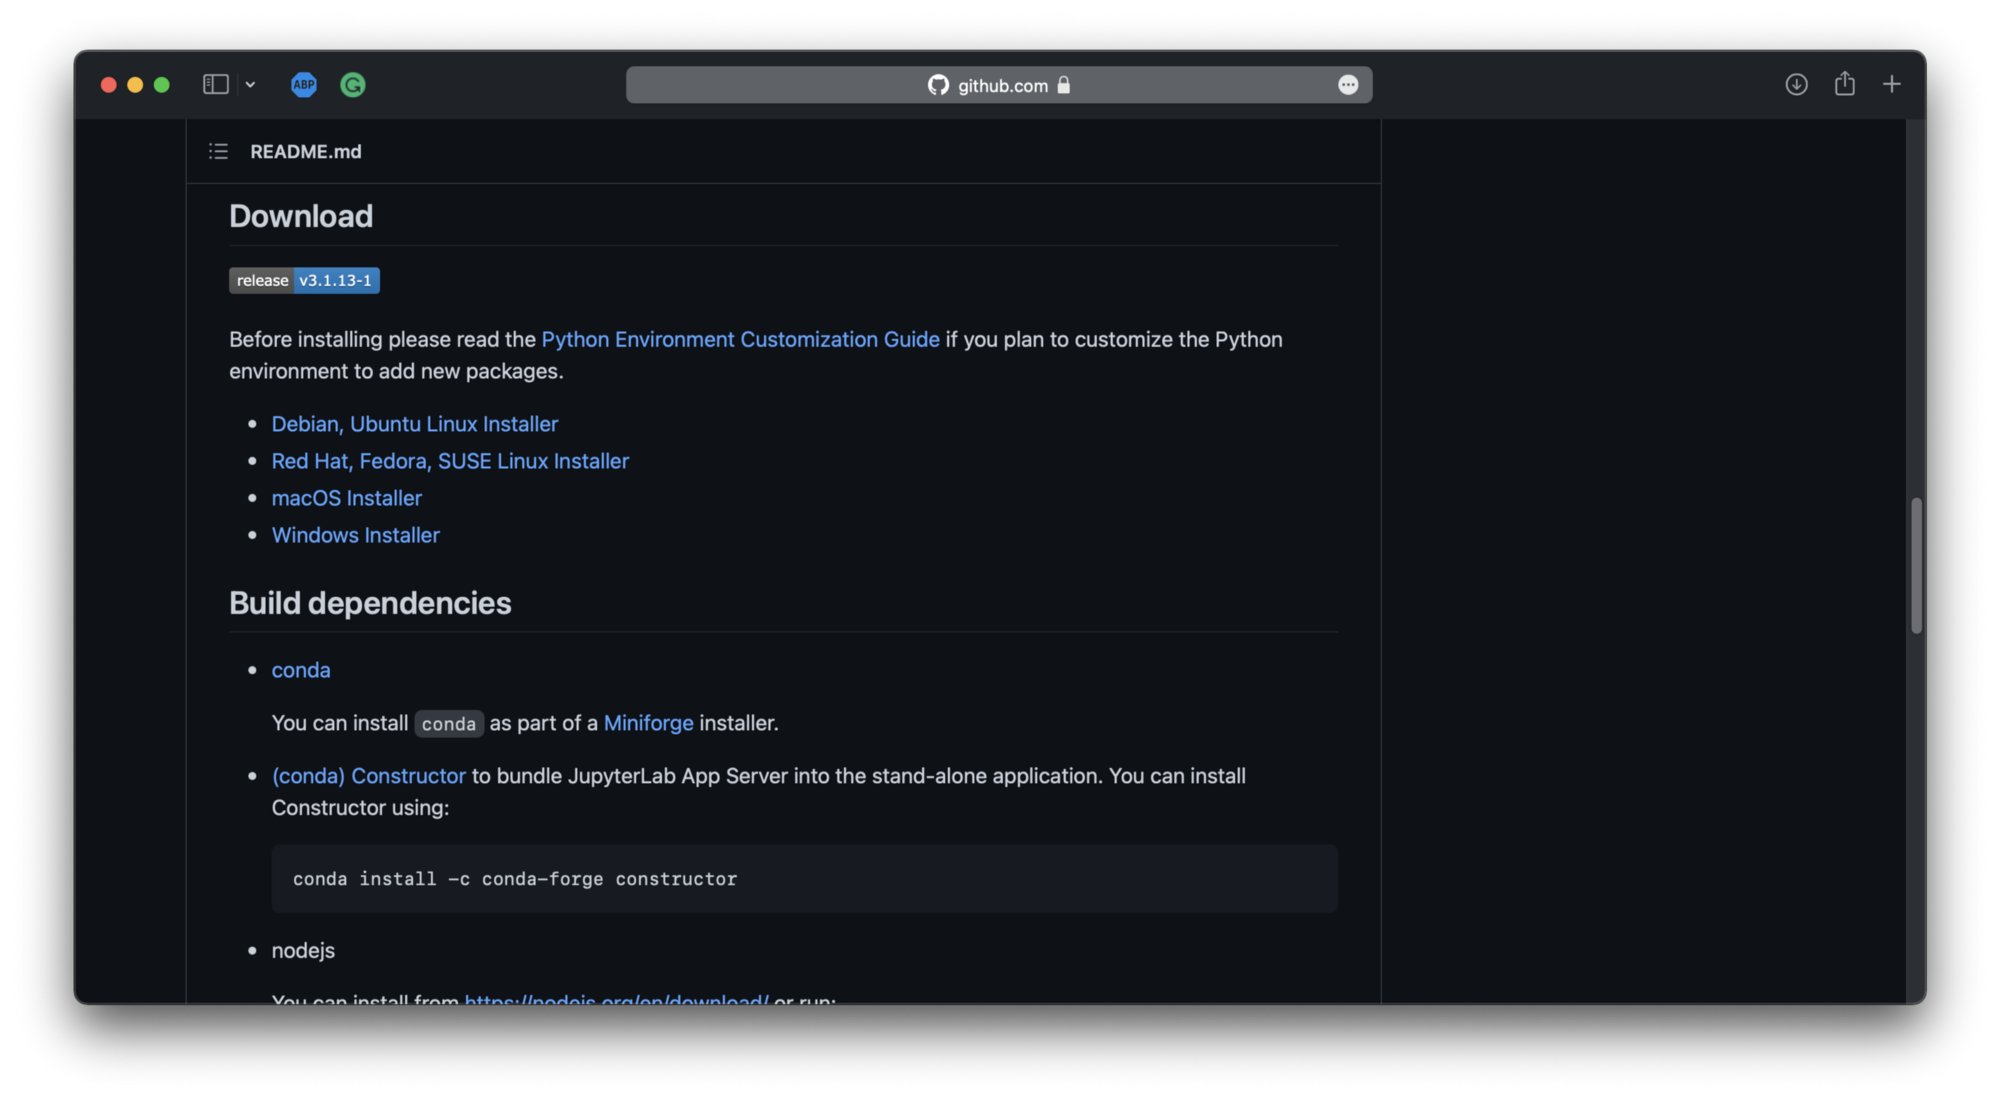 ABP
github.com
README.md
Download
release v3.1.13-1
Before installing please read the Python Environment Customization Guide if you plan to customize the Python
environment to add new packages.
• Debian, Ubuntu Linux Installer
• Red Hat, Fedora, SUSE Linux Installer
• macOS Installer
• Windows Installer
Build dependencies
• conda
You can install conda as part of a Miniforge installer.
• (conda) Constructor to bundle JupyterLab App Server into the stand-alone application. You can install
Constructor using:
conda install -c conda-forge constructor
• nodejs
You can install from https://nodejs.org/en/download/ or run: